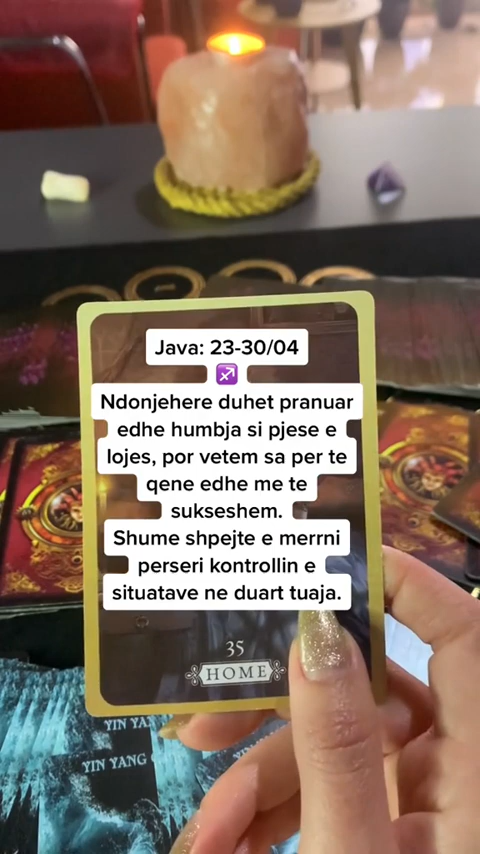 Java: 23-30/04
♐
Ndonjehere duhet pranuar
edhe humbja si pjese e
lojes, por vetem sa per te
qene edhe me te
sukseshem.
Shume shpejte e merrni
perseri kontrollin e
situatave ne duart tuaja.
35
HOME
YIN YA
YIN YANG